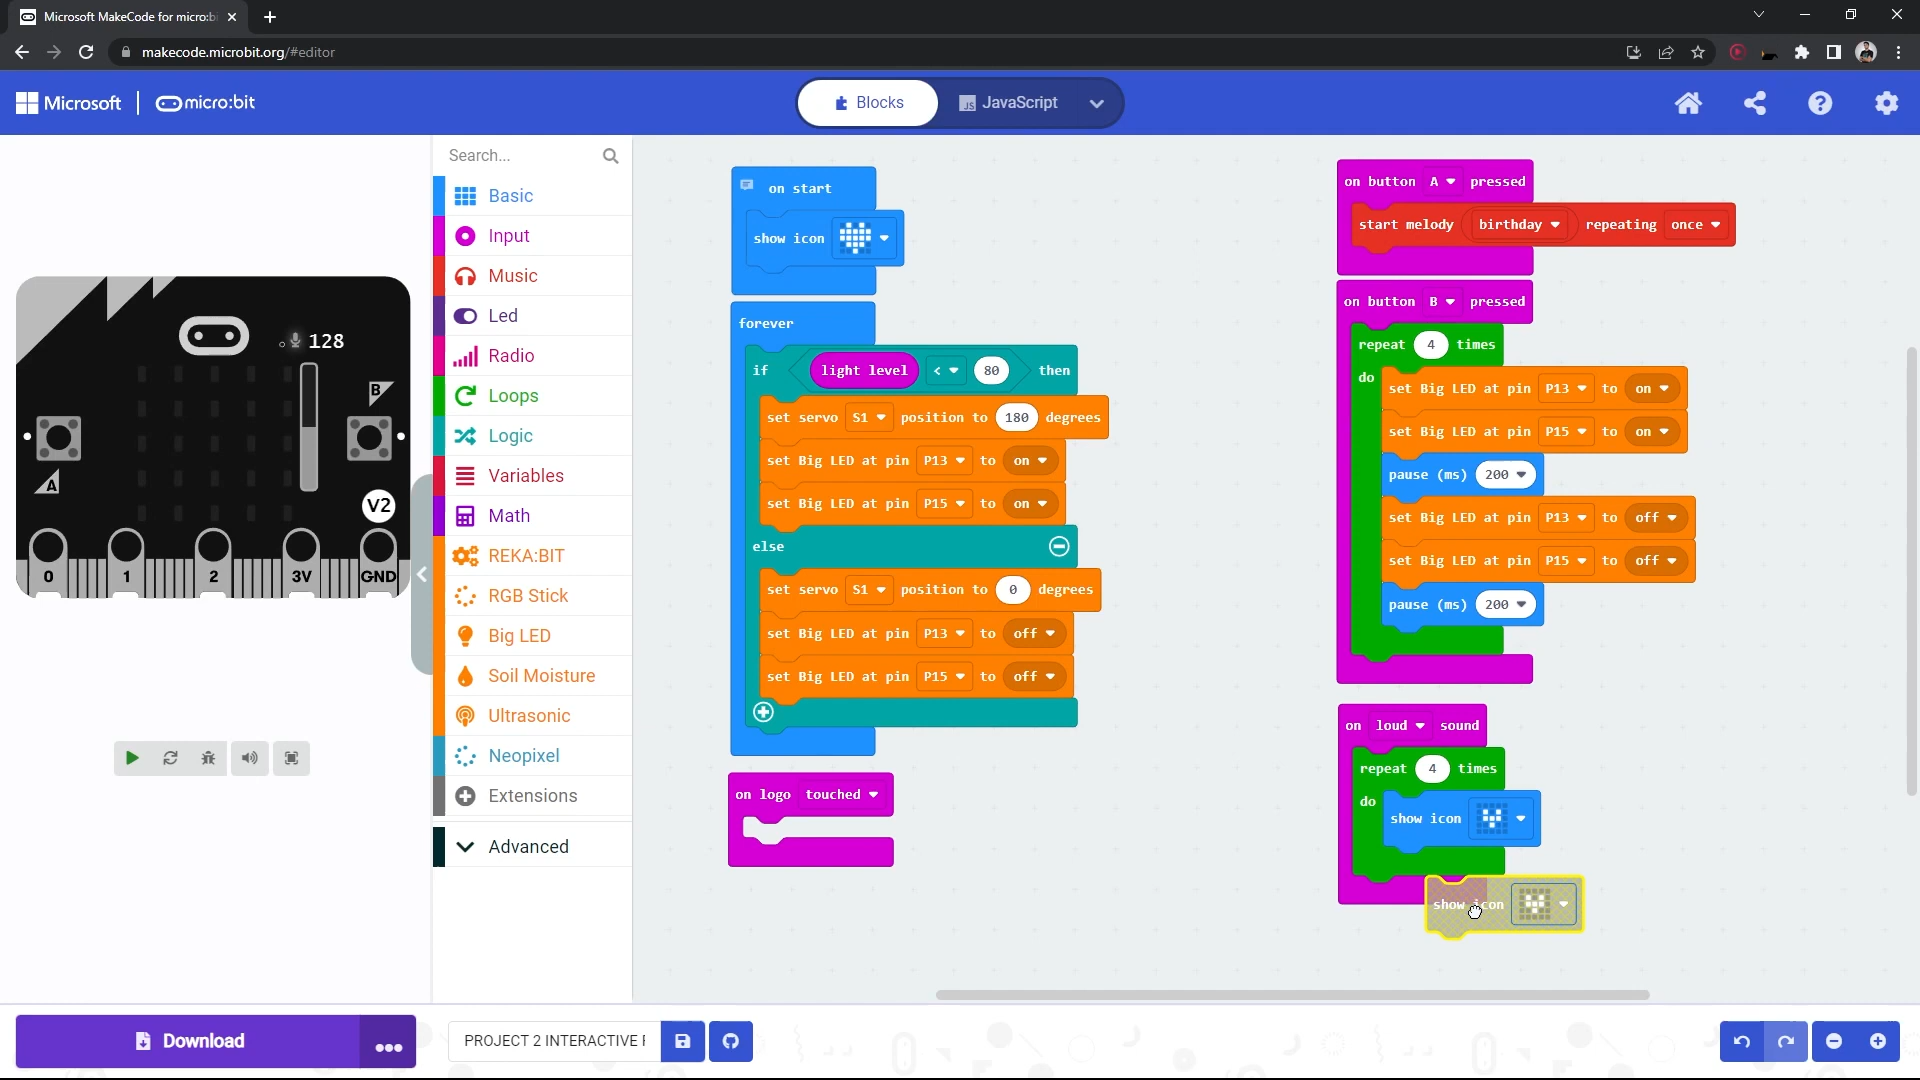 Microsoft MakeCode for micro:bi
makecode.microbit.org/#editor
Microsoft | micro:bit
Blocks
JavaScript
128
B
A
V2
0 1 2 3V GND
Search...
Basic
Input
Music
Led
Radio
Loops
Logic
Variables
Math
REKA:BIT
RGB Stick
Big LED
Soil Moisture
Ultrasonic
Neopixel
Extensions
Advanced
on start
show icon
forever
if light level < 80 then
set servo S1 position to 180 degrees
set Big LED at pin P13 to on
set Big LED at pin P15 to on
else
set servo S1 position to 0 degrees
set Big LED at pin P13 to off
set Big LED at pin P15 to off
on logo touched
on button A pressed
start melody birthday repeating once
on button B pressed
repeat 4 times
do
set Big LED at pin P13 to on
set Big LED at pin P15 to on
pause (ms) 200
set Big LED at pin P13 to off
set Big LED at pin P15 to off
pause (ms) 200
on loud sound
repeat 4 times
do
show icon
show icon
Download
PROJECT 2 INTERACTIVE